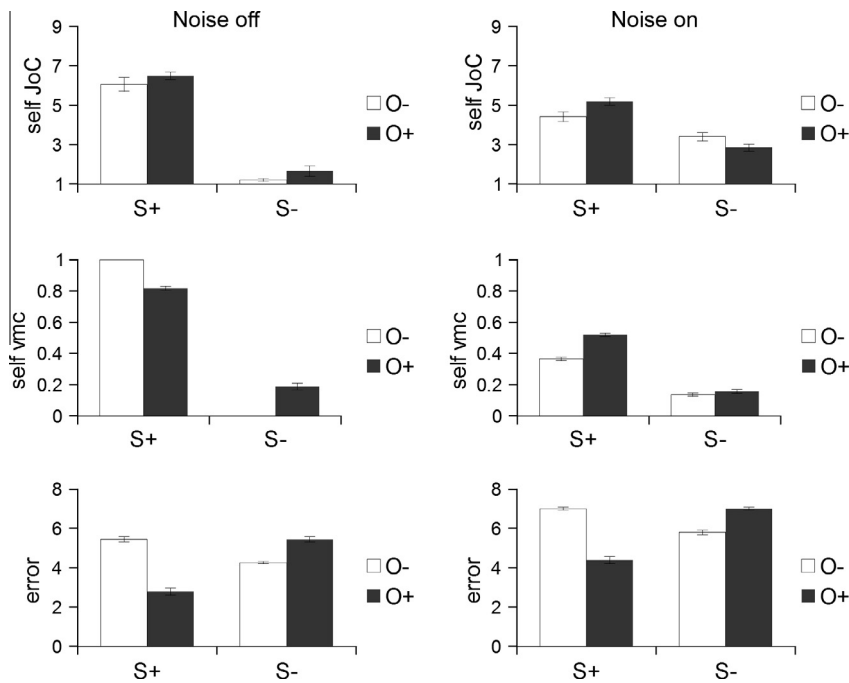 Noise off
9
7
5
3
1
self JoC
S+
S-
O-
O+
Noise on
9
7
5
3
1
self JoC
S+
S-
O-
O+
1
0.8
0.6
0.4
0.2
0
self vmc
S+
S-
O-
O+
1
0.8
0.6
0.4
0.2
0
self vmc
S+
S-
O-
O+
8
6
4
2
0
error
S+
S-
O-
O+
8
6
4
2
0
error
S+
S-
O-
O+